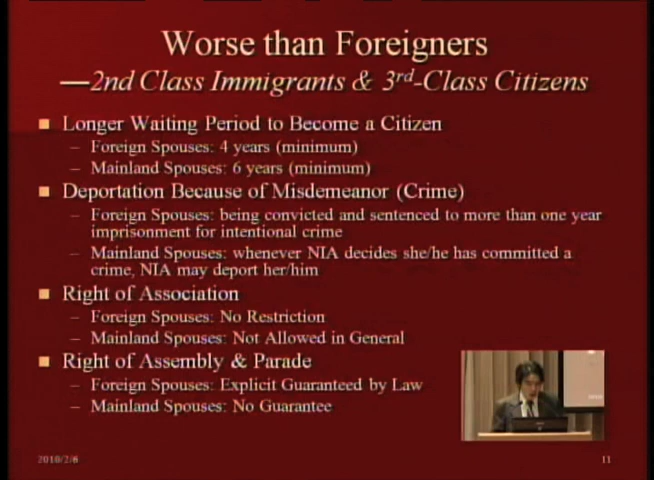 Worse than Foreigners
—2nd Class Immigrants & 3rd-Class Citizens
Longer Waiting Period to Become a Citizen
– Foreign Spouses: 4 years (minimum)
– Mainland Spouses: 6 years (minimum)
Deportation Because of Misdemeanor (Crime)
– Foreign Spouses: being convicted and sentenced to more than one year
imprisonment for intentional crime
– Mainland Spouses: whenever NIA decides she/he has committed a
crime, NIA may deport her/him
Right of Association
– Foreign Spouses: No Restriction
– Mainland Spouses: Not Allowed in General
Right of Assembly & Parade
– Foreign Spouses: Explicit Guaranteed by Law
– Mainland Spouses: No Guarantee
2010/2/6
11